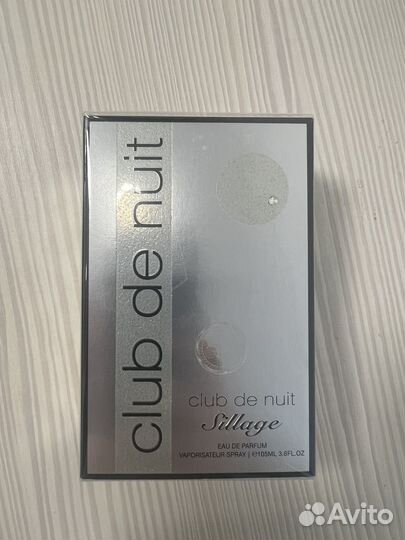 club de nuit
club de nuit
Sillage
EAU DE PARFUM
VAPORISATEUR SPRAY | ℮105ML 3.6FL.OZ
Avito